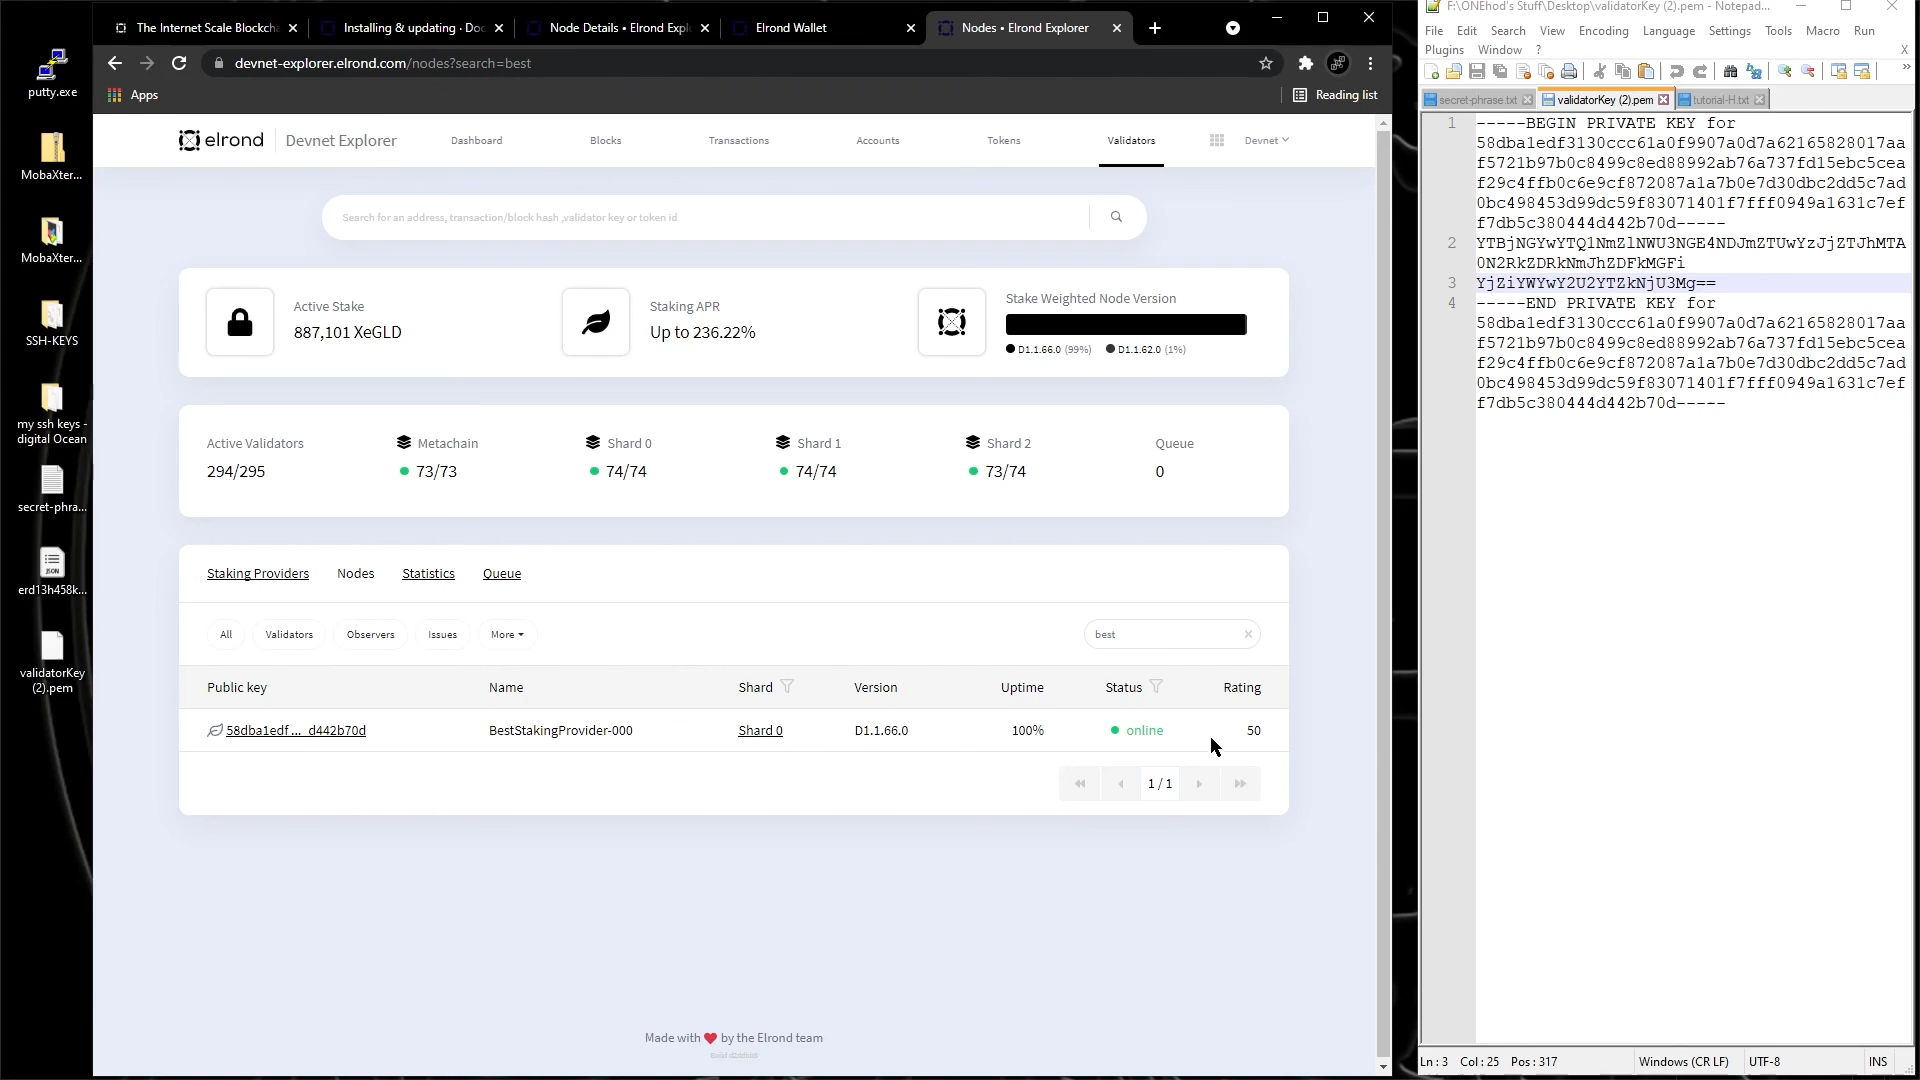 putty.exe
MobaXter...
MobaXter...
SSH-KEYS
my ssh keys -
digital Ocean
secret-phra...
JSON
erd13h458k...
validatorKey
(2).pem
The Internet Scale Blockcha
Installing & updating · Doc
Node Details • Elrond Expl
Elrond Wallet
Nodes • Elrond Explorer
devnet-explorer.elrond.com/nodes?search=best
Apps
Reading list
elrond
Devnet Explorer
Dashboard
Blocks
Transactions
Accounts
Tokens
Validators
Devnet
Search for an address, transaction/block hash ,validator key or token id
Active Stake
887,101 XeGLD
Staking APR
Up to 236.22%
Stake Weighted Node Version
D1.1.66.0 (99%) D1.1.62.0 (1%)
Active Validators
294/295
Metachain
73/73
Shard 0
74/74
Shard 1
74/74
Shard 2
73/74
Queue
0
Staking Providers Nodes Statistics Queue
All Validators Observers Issues More
best
Public key Name Shard Version Uptime Status Rating
58dba1edf ... d442b70d BestStakingProvider-000 Shard 0 D1.1.66.0 100% online 50
1 / 1
Made with ❤ by the Elrond team
F:\ONEhod's Stuff\Desktop\validatorKey (2).pem - Notepad...
File Edit Search View Encoding Language Settings Tools Macro Run
Plugins Window ? X
secret-phrase.txt validatorKey (2).pem tutorial-H.txt
1 -----BEGIN PRIVATE KEY for
58dba1edf3130ccc61a0f9907a0d7a62165828017aa
f5721b97b0c8499c8ed88992ab76a737fd15ebc5cea
f29c4ffb0c6e9cf872087a1a7b0e7d30dbc2dd5c7ad
0bc498453d99dc59f83071401f7fff0949a1631c7ef
f7db5c380444d442b70d-----
2 YTBjNGYwYTQ1NmZlNWU3NGE4NDJmZTUwYzJjZTJhMTA
0N2RkZDRkNmJhZDFkMGFi
3 YjZiYWYwY2U2YTZkNjU3Mg==
4 -----END PRIVATE KEY for
58dba1edf3130ccc61a0f9907a0d7a62165828017aa
f5721b97b0c8499c8ed88992ab76a737fd15ebc5cea
f29c4ffb0c6e9cf872087a1a7b0e7d30dbc2dd5c7ad
0bc498453d99dc59f83071401f7fff0949a1631c7ef
f7db5c380444d442b70d-----
Ln : 3 Col : 25 Pos : 317 Windows (CR LF) UTF-8 INS